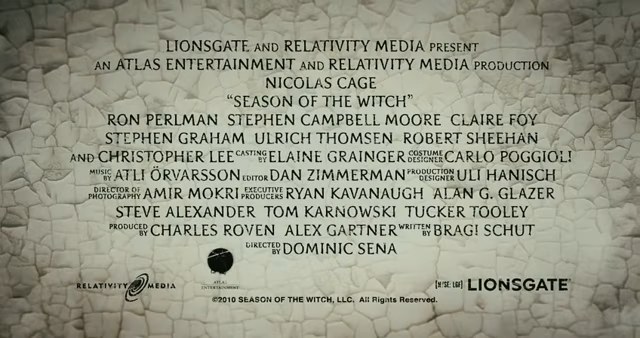 LIONSGATE AND RELATIVITY MEDIA PRESENT
AN ATLAS ENTERTAINMENT AND RELATIVITY MEDIA PRODUCTION
NICOLAS CAGE
"SEASON OF THE WITCH"
RON PERLMAN STEPHEN CAMPBELL MOORE CLAIRE FOY
STEPHEN GRAHAM ULRICH THOMSEN ROBERT SHEEHAN
AND CHRISTOPHER LEE CASTING BY ELAINE GRAINGER COSTUME DESIGNER CARLO POGGIOLI
MUSIC BY ATLI ÖRVARSSON EDITOR DAN ZIMMERMAN PRODUCTION DESIGNER ULI HANISCH
DIRECTOR OF PHOTOGRAPHY AMIR MOKRI EXECUTIVE PRODUCERS RYAN KAVANAUGH ALAN G. GLAZER
STEVE ALEXANDER TOM KARNOWSKI TUCKER TOOLEY
PRODUCED BY CHARLES ROVEN ALEX GARTNER WRITTEN BY BRAGI SCHUT
DIRECTED BY DOMINIC SENA
RELATIVITY MEDIA
ATLAS ENTERTAINMENT
LIONSGATE
©2010 SEASON OF THE WITCH, LLC. All Rights Reserved.